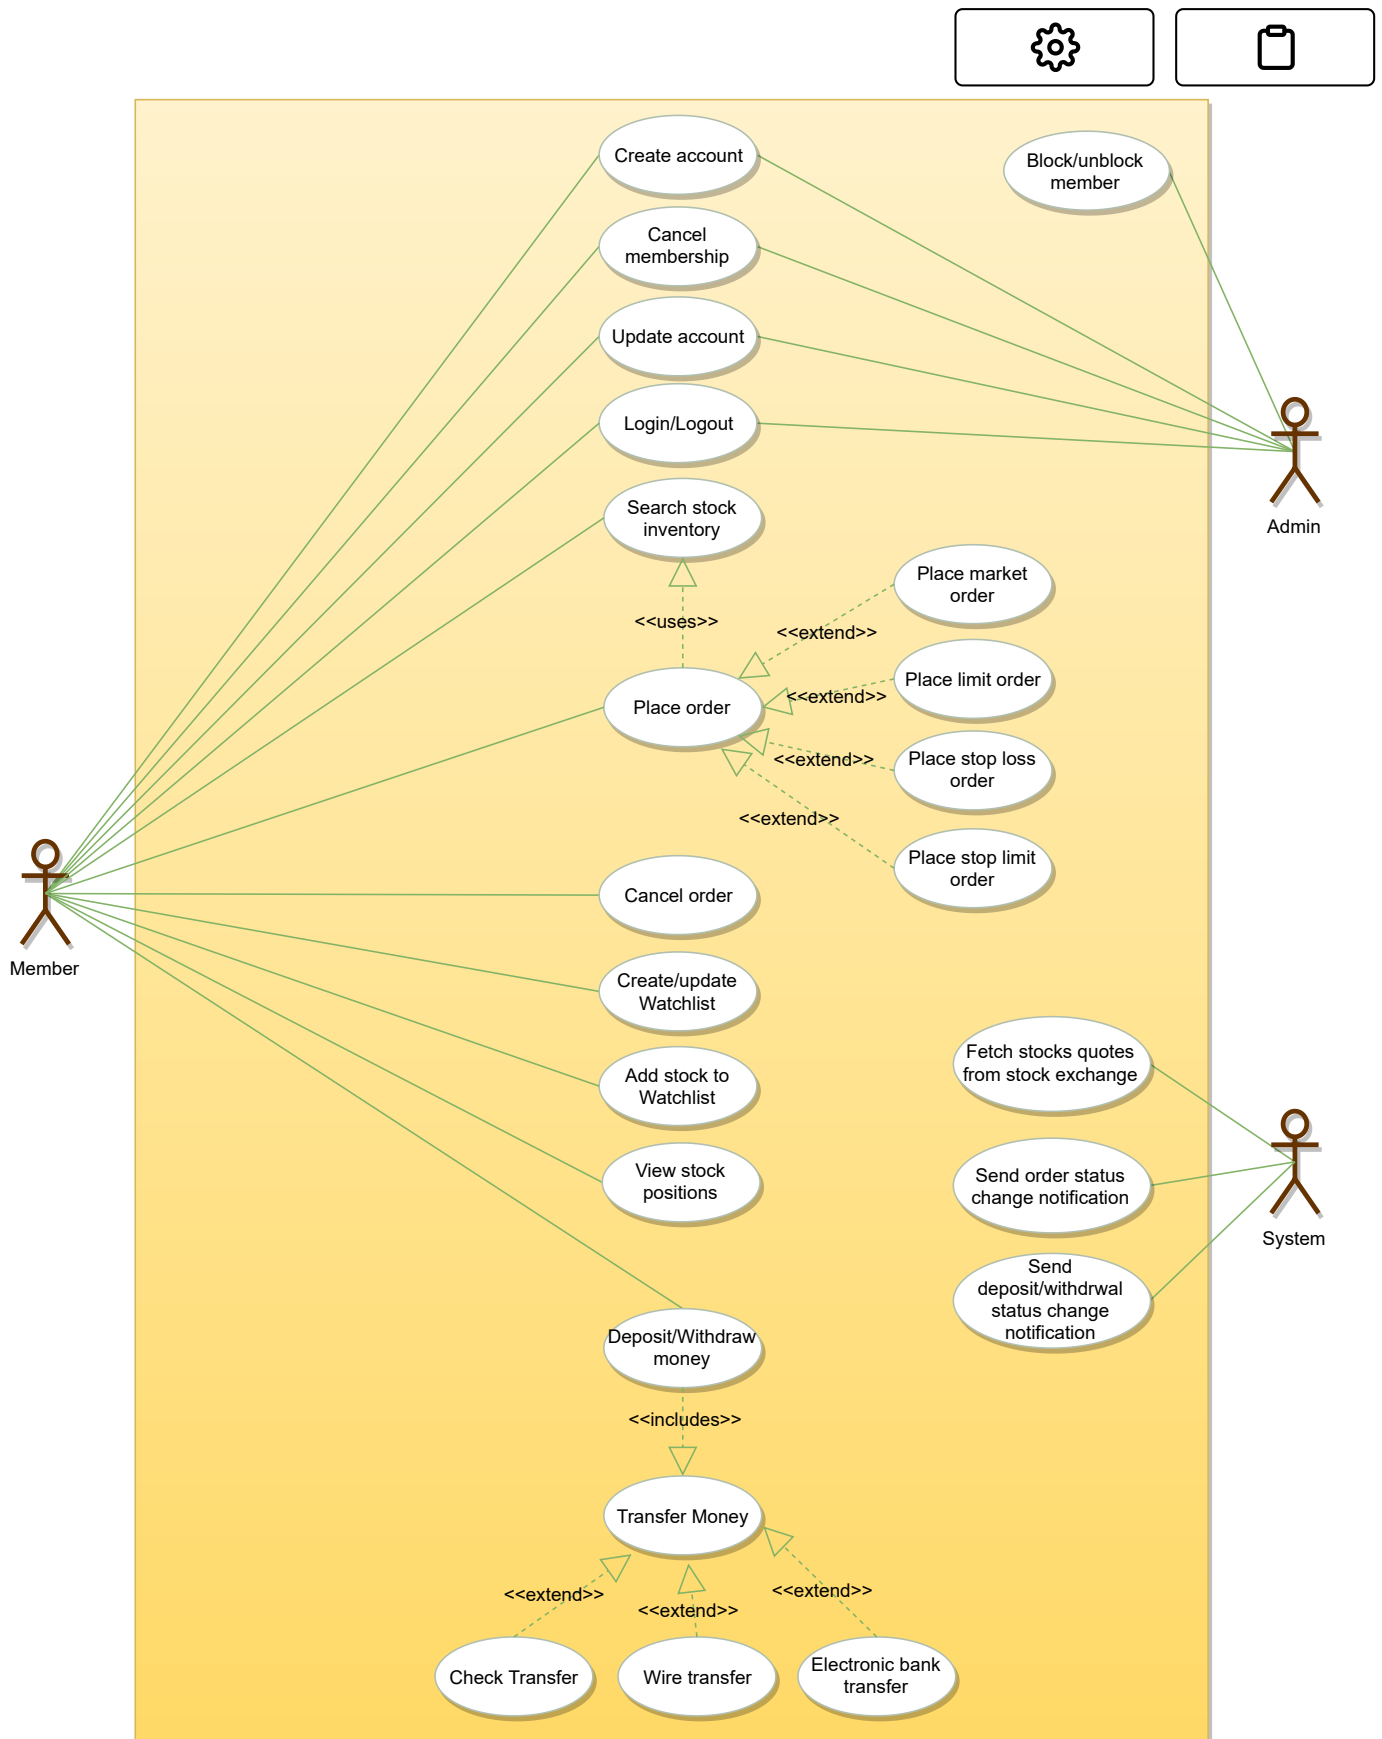 Create account
Block/unblock
member
Cancel
membership
Update account
Login/Logout
Admin
Search stock
inventory
Place market
order
<<uses>>
<<extend>>
Place limit order
<<extend>>
Place order
Place stop loss
order
<<extend>>
<<extend>>
Place stop limit
order
Cancel order
Member
Create/update
Watchlist
Fetch stocks quotes
from stock exchange
Add stock to
Watchlist
View stock
positions
Send order status
change notification
System
Send
deposit/withdrwal
status change
notification
Deposit/Withdraw
money
<<includes>>
Transfer Money
<<extend>>
<<extend>>
<<extend>>
Check Transfer
Wire transfer
Electronic bank
transfer